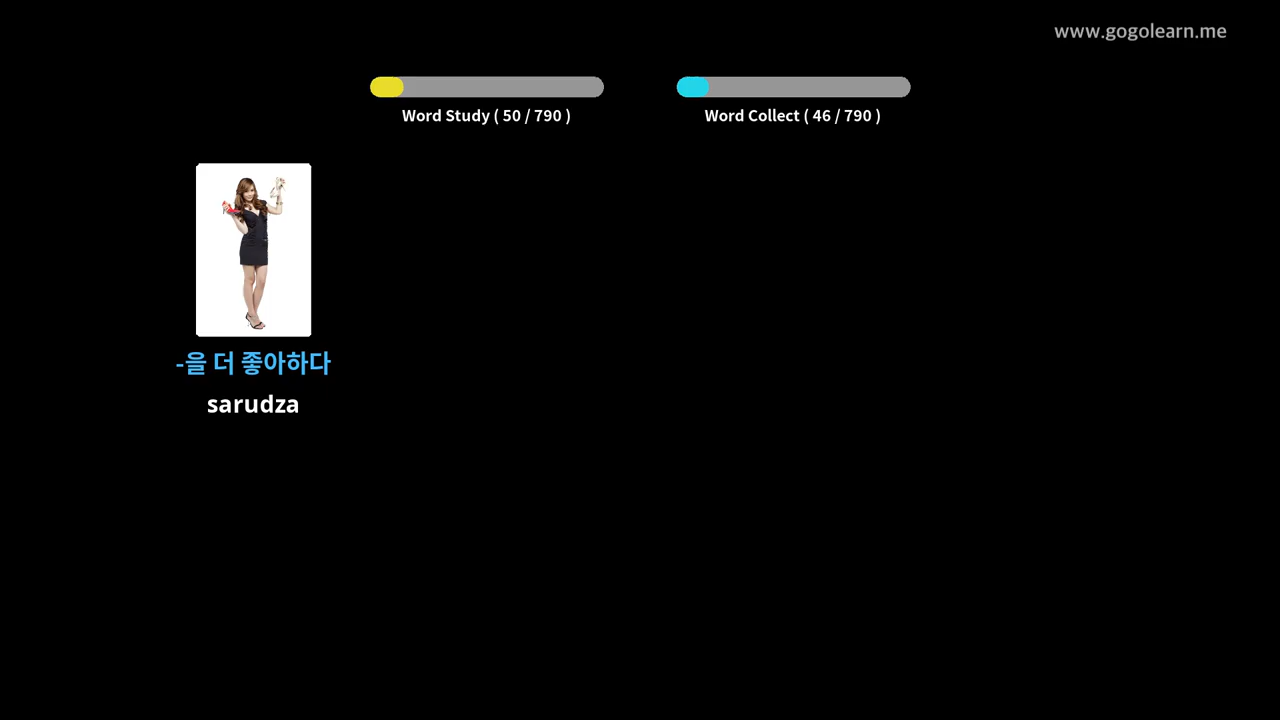 www.gogolearn.me
Word Study ( 50 / 790 )
Word Collect ( 46 / 790 )
-을 더 좋아하다
sarudza